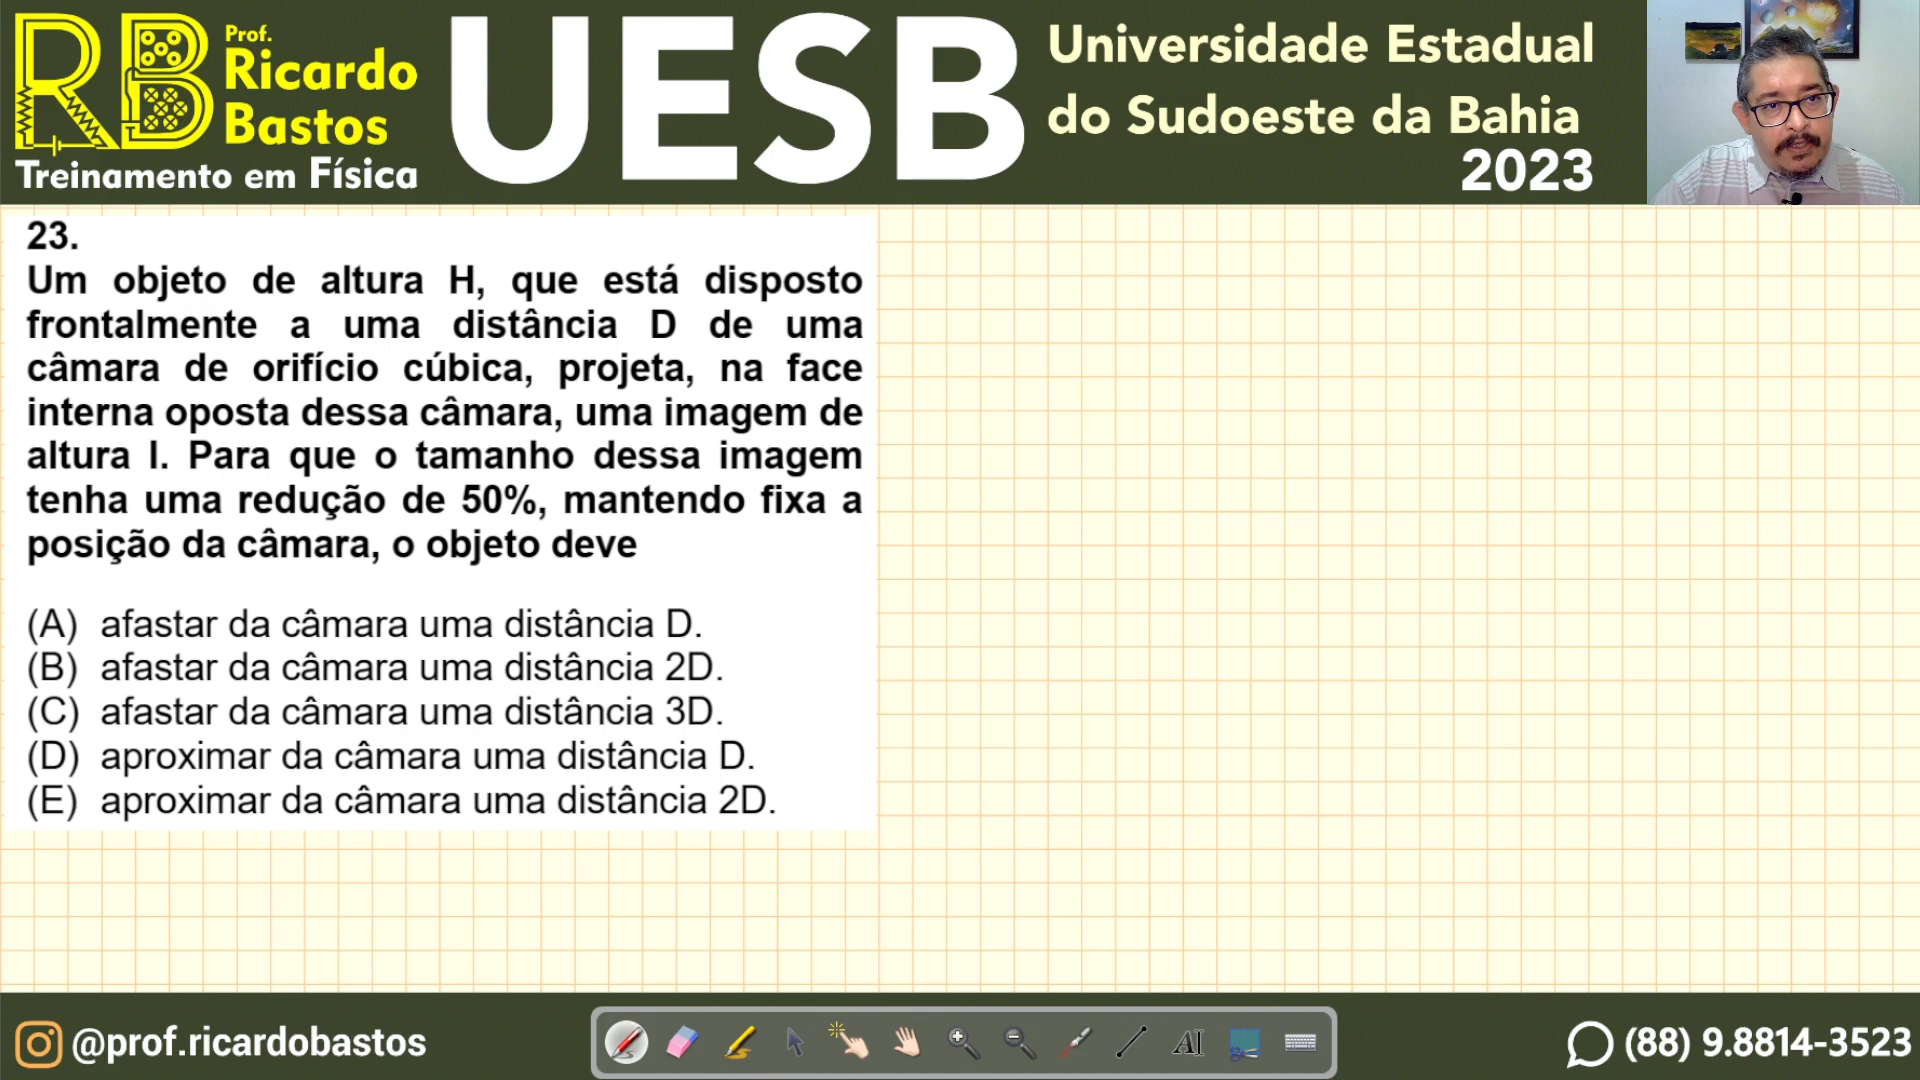 RB
Prof.
Ricardo
Bastos
Treinamento em Física
UESB
Universidade Estadual
do Sudoeste da Bahia
2023
23.
Um objeto de altura H, que está disposto
frontalmente a uma distância D de uma
câmara de orifício cúbica, projeta, na face
interna oposta dessa câmara, uma imagem de
altura I. Para que o tamanho dessa imagem
tenha uma redução de 50%, mantendo fixa a
posição da câmara, o objeto deve
(A) afastar da câmara uma distância D.
(B) afastar da câmara uma distância 2D.
(C) afastar da câmara uma distância 3D.
(D) aproximar da câmara uma distância D.
(E) aproximar da câmara uma distância 2D.
@prof.ricardobastos
AI
(88) 9.8814-3523